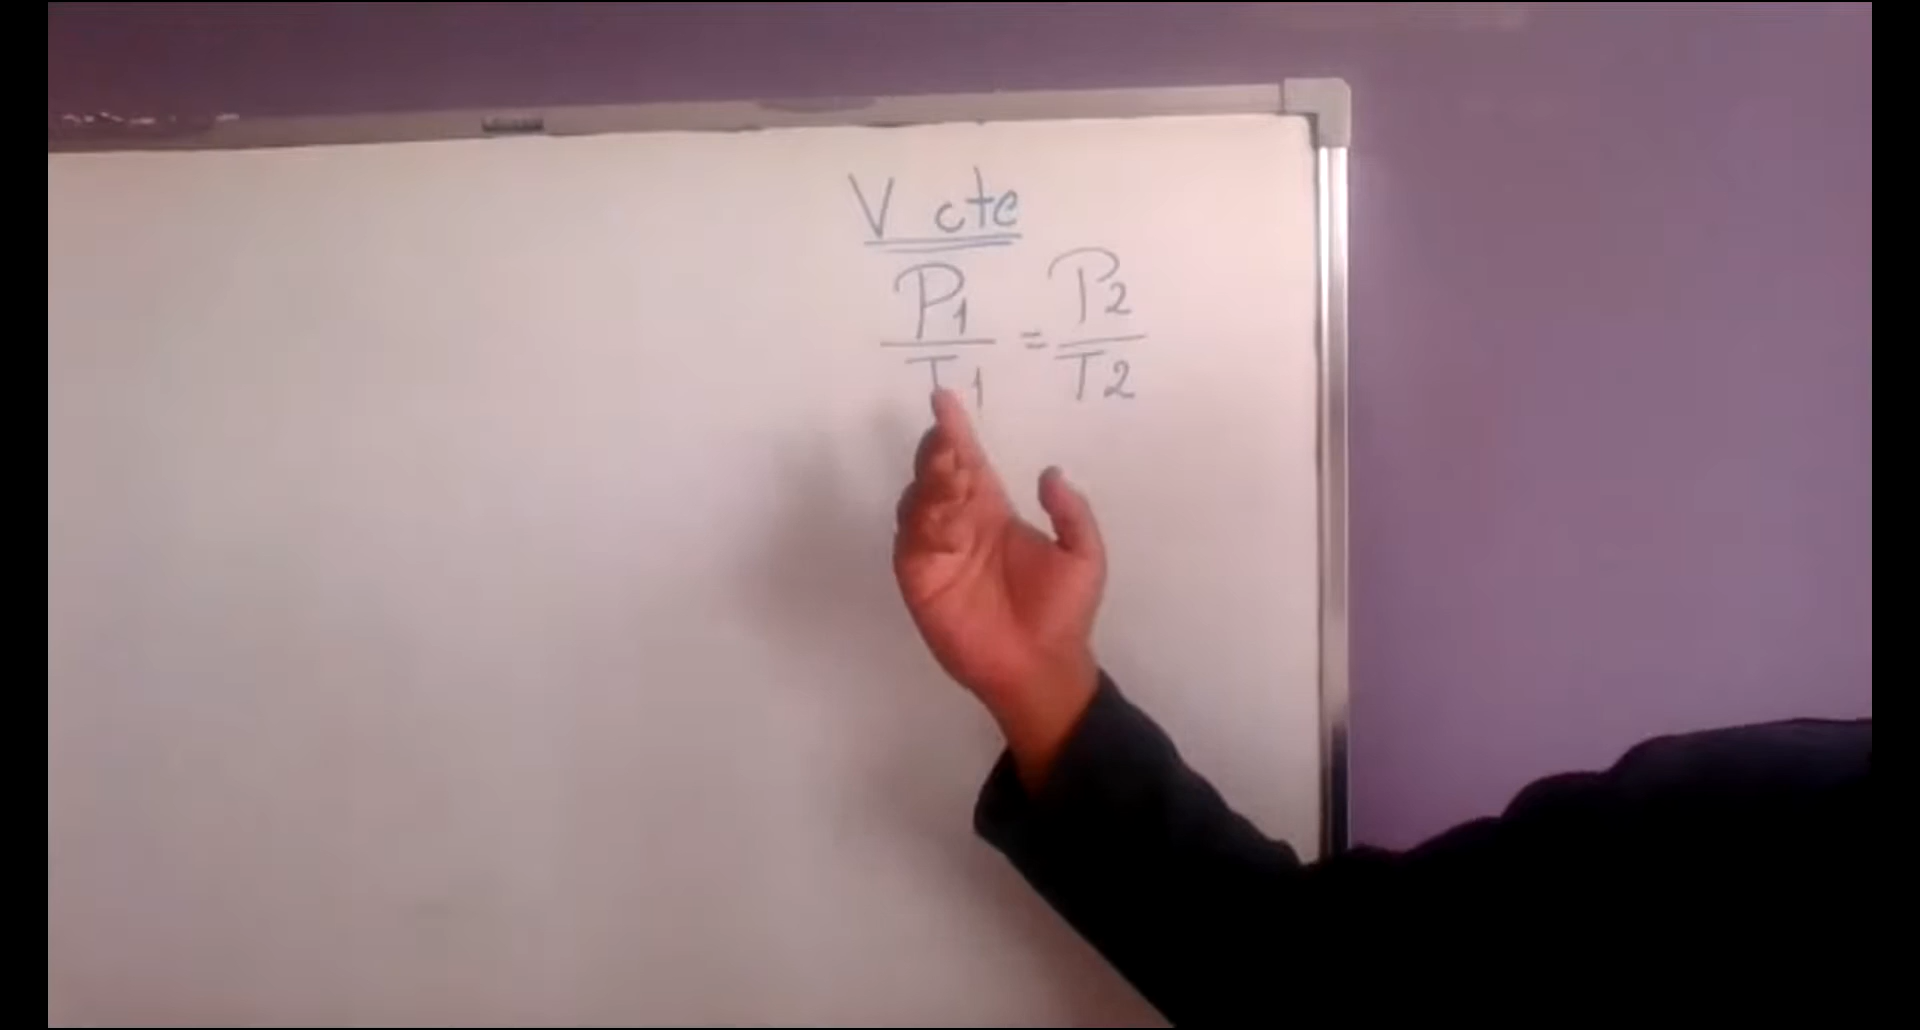 V cte
P1/T1 = P2/T2